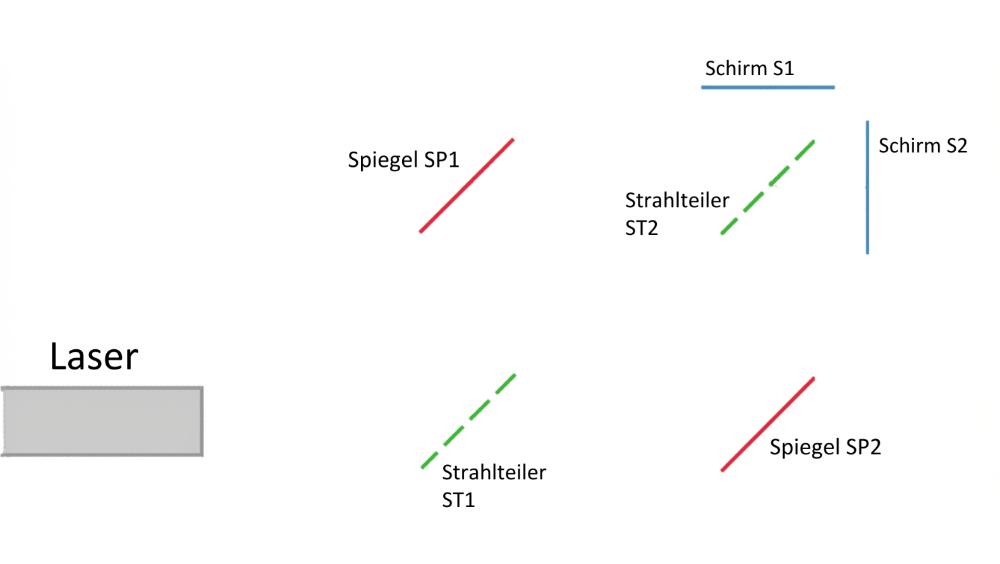 Schirm S1
Schirm S2
Spiegel SP1
Strahlteiler
ST2
Laser
Spiegel SP2
Strahlteiler
ST1